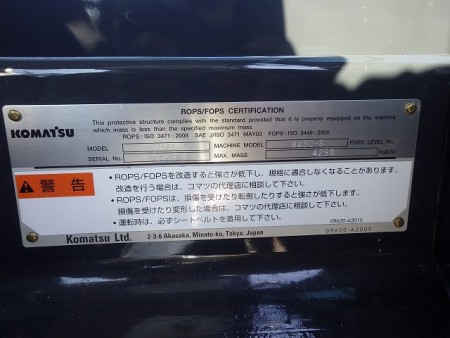 ROPS/FOPS CERTIFICATION
KOMATSU
This protective structure complies with the standard provided that it is properly equipped on the machine
which mass is less than the specified maximum mass.
ROPS : ISO 3471 : 2008 SAE J/ISO 3471 MAY03 FOPS : ISO 3449 : 2005
MODEL MACHINE MODEL WA30-6 FOPS LEVEL No.
SERIAL No. MAX. MASS kg(Lb)
警告
・ROPS/FOPSを改造すると強さが低下し、規格に適合しなくなることがあります。
改造を行う場合は、コマツの代理店に相談して下さい。
・ROPS/FOPSは、損傷を受けたり転倒したりすると強さが低下します。
損傷を受けたり変形した場合は、コマツの代理店に相談して下さい。
・運転時は、必ずシートベルトを着用して下さい。
09620-A3010
Komatsu Ltd. 2-3-6 Akasaka, Minato-ku, Tokyo, Japan 09620-A2000